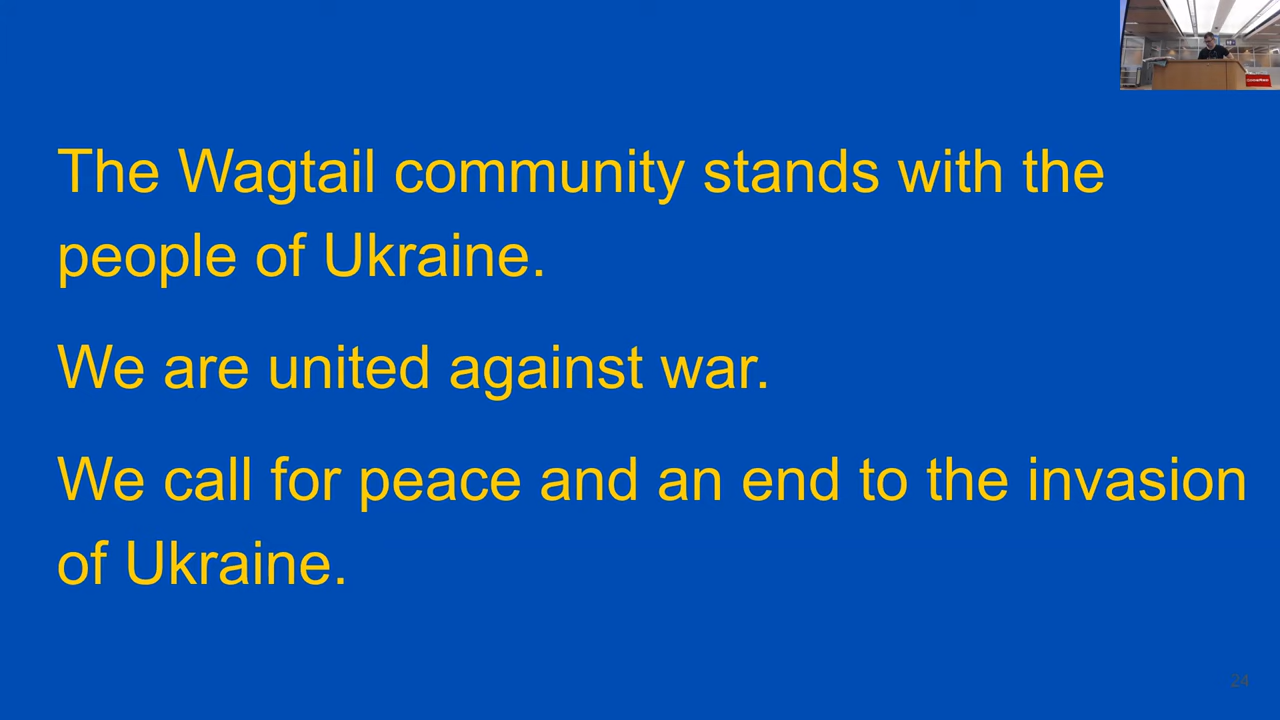 The Wagtail community stands with the
people of Ukraine.
We are united against war.
We call for peace and an end to the invasion
of Ukraine.
24